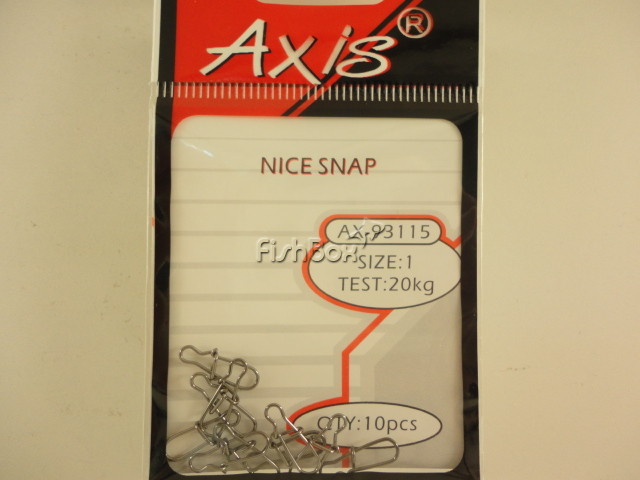 AXIS®
NICE SNAP
AX-93115
FishBox
SIZE:1
TEST:20kg
QTY:10pcs